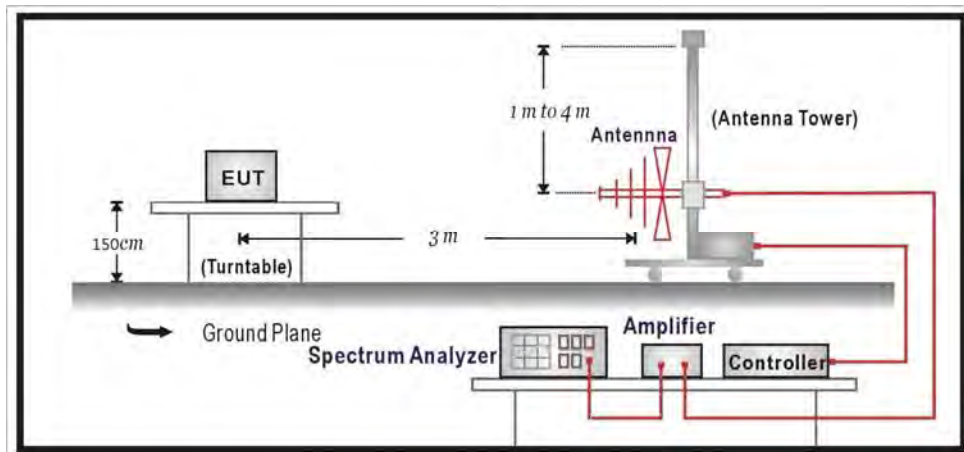 1 m to 4 m
(Antenna Tower)
Antennna
EUT
150cm
3 m
(Turntable)
Ground Plane
Amplifier
Spectrum Analyzer
Controller